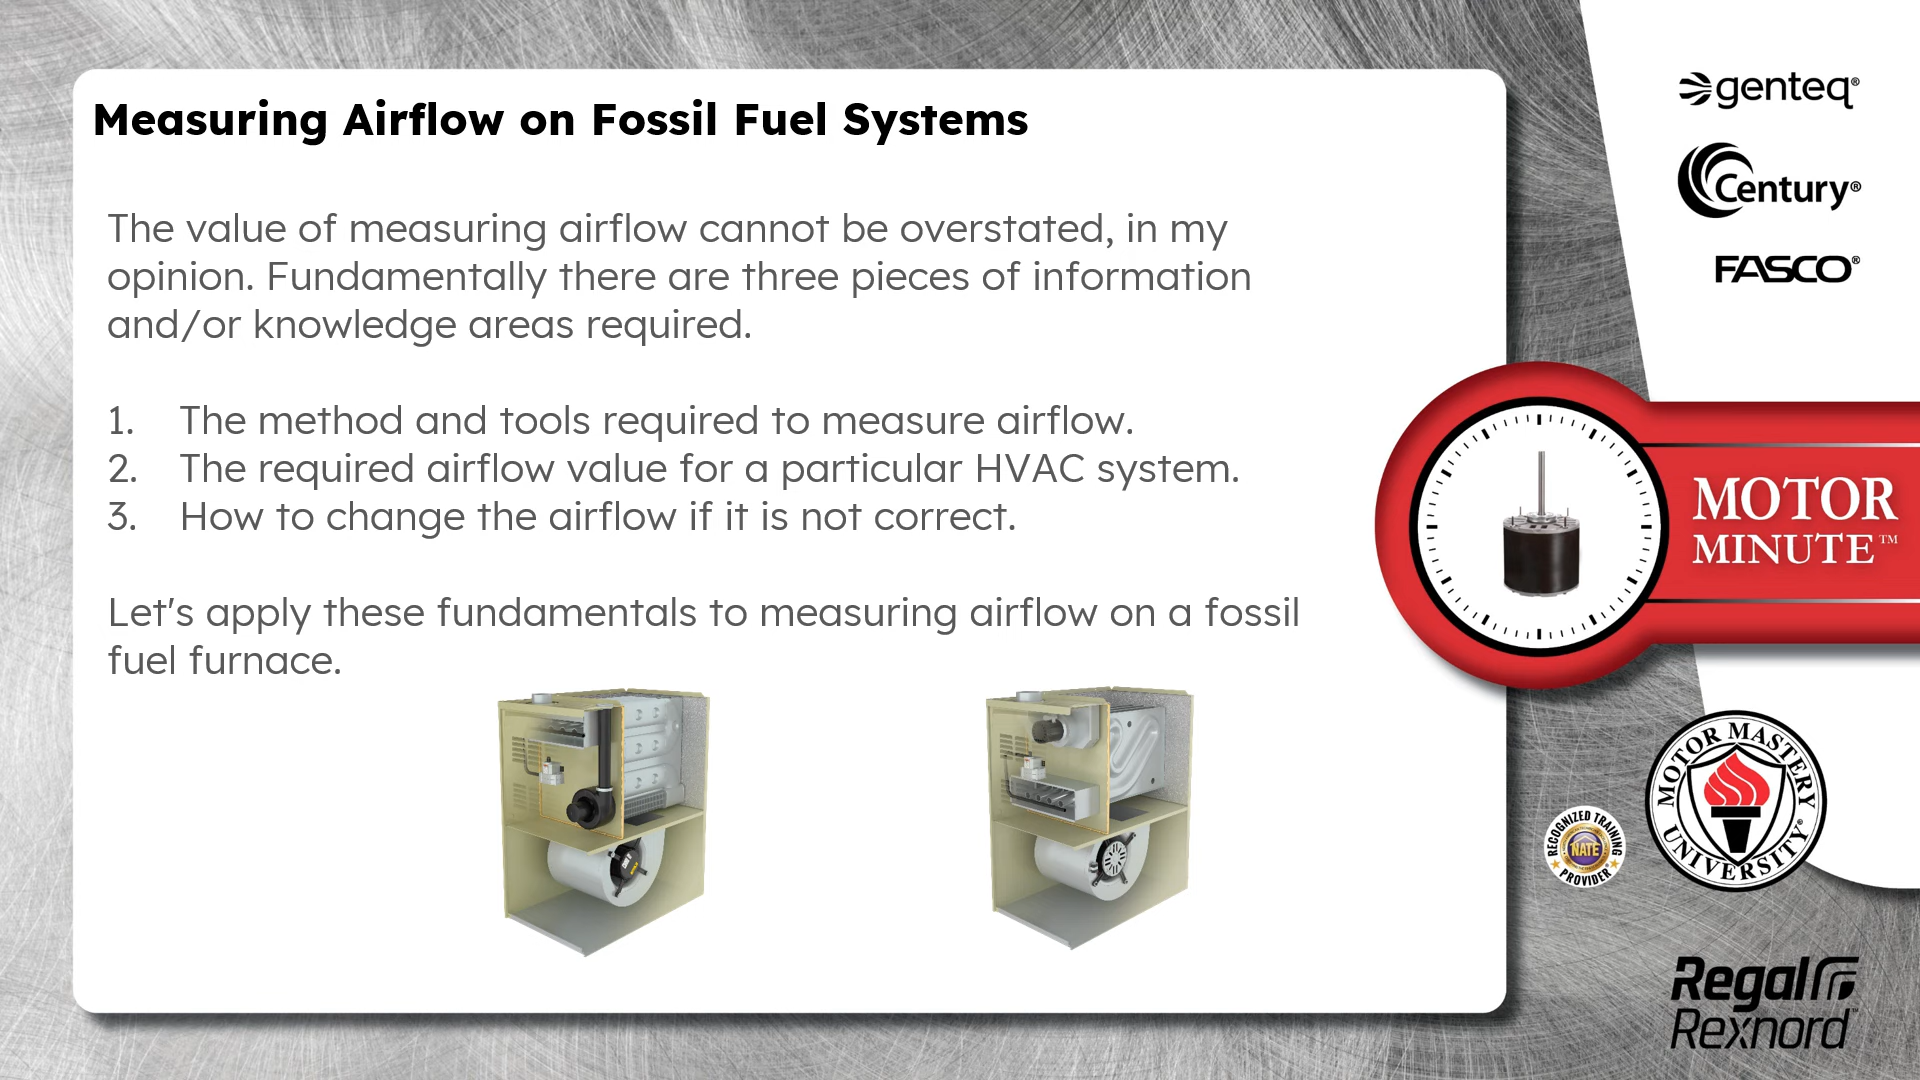 Measuring Airflow on Fossil Fuel Systems
The value of measuring airflow cannot be overstated, in my
opinion. Fundamentally there are three pieces of information
and/or knowledge areas required.
1. The method and tools required to measure airflow.
2. The required airflow value for a particular HVAC system.
3. How to change the airflow if it is not correct.
Let's apply these fundamentals to measuring airflow on a fossil
fuel furnace.
genteq®
Century®
FASCO®
MOTOR
MINUTE™
MOTOR MASTERY
UNIVERSITY®
RECOGNIZED TRAINING
NATE
PROVIDER
Regal
Rexnord